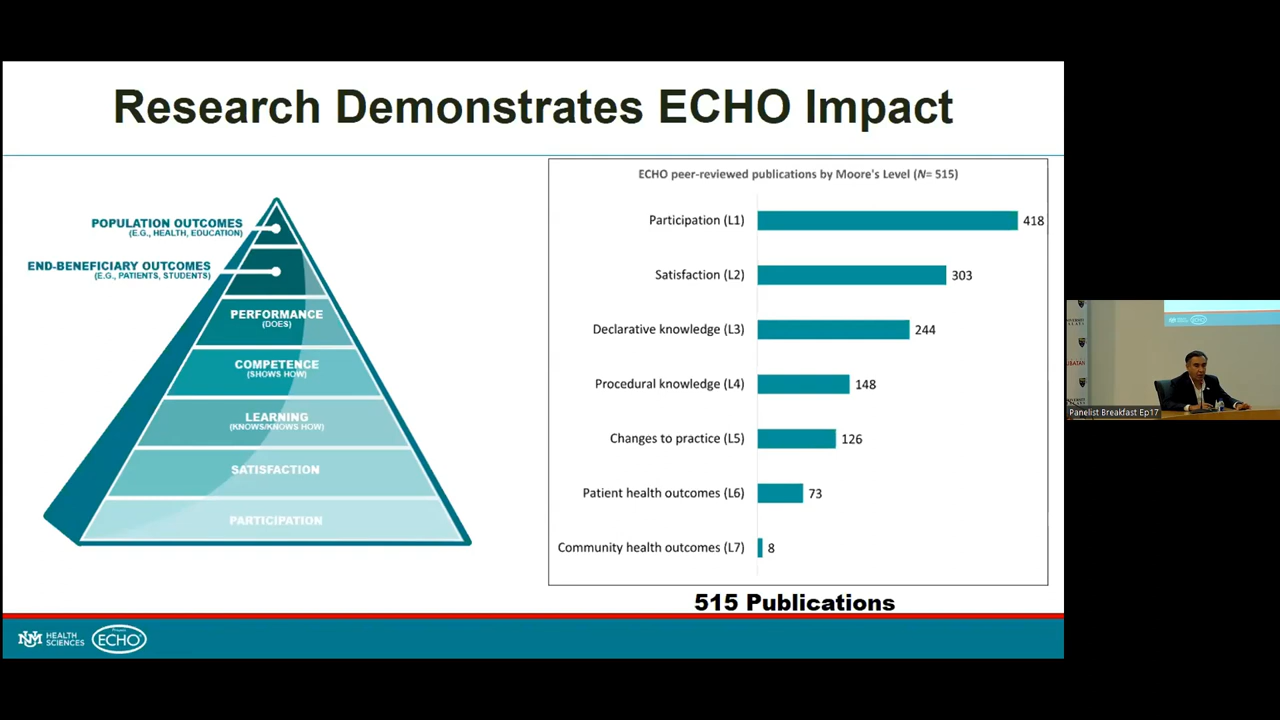 Research Demonstrates ECHO Impact
POPULATION OUTCOMES
(E.G., HEALTH, EDUCATION)
END-BENEFICIARY OUTCOMES
(E.G., PATIENTS, STUDENTS)
PERFORMANCE
(DOES)
COMPETENCE
(SHOWS HOW)
LEARNING
(KNOWS/KNOWS HOW)
SATISFACTION
PARTICIPATION
ECHO peer-reviewed publications by Moore's Level (N= 515)
Participation (L1) 418
Satisfaction (L2) 303
Declarative knowledge (L3) 244
Procedural knowledge (L4) 148
Changes to practice (L5) 126
Patient health outcomes (L6) 73
Community health outcomes (L7) 8
515 Publications
UNM HEALTH
SCIENCES
ECHO
Panelist Breakfast Ep17